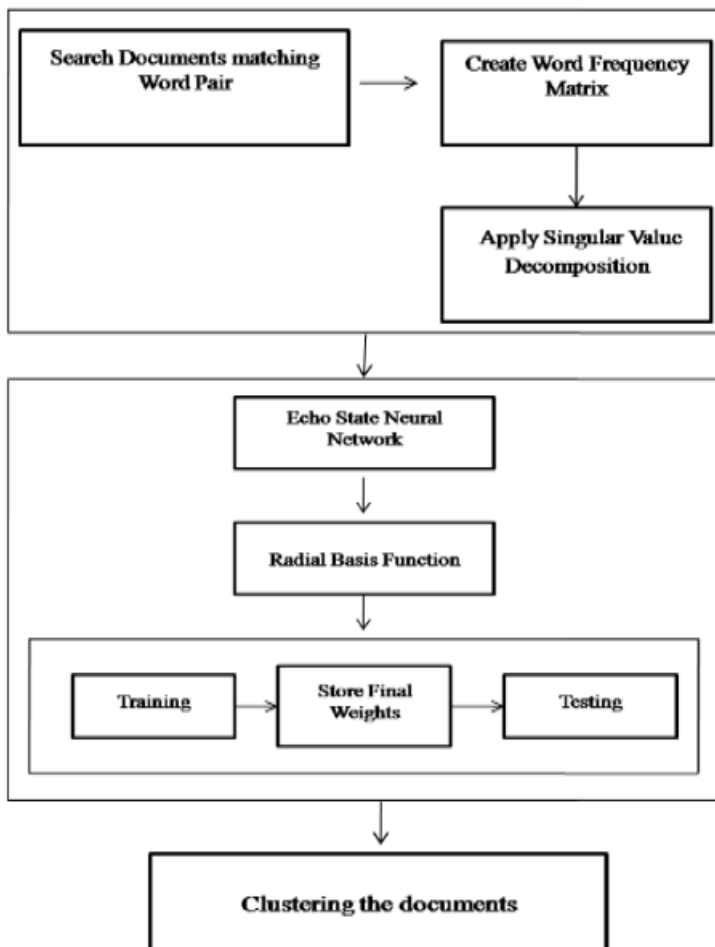 Search Documents matching
Word Pair
Create Word Frequency
Matrix
Apply Singular Value
Decomposition
Echo State Neural
Network
Radial Basis Function
Training
Store Final
Weights
Testing
Clustering the documents